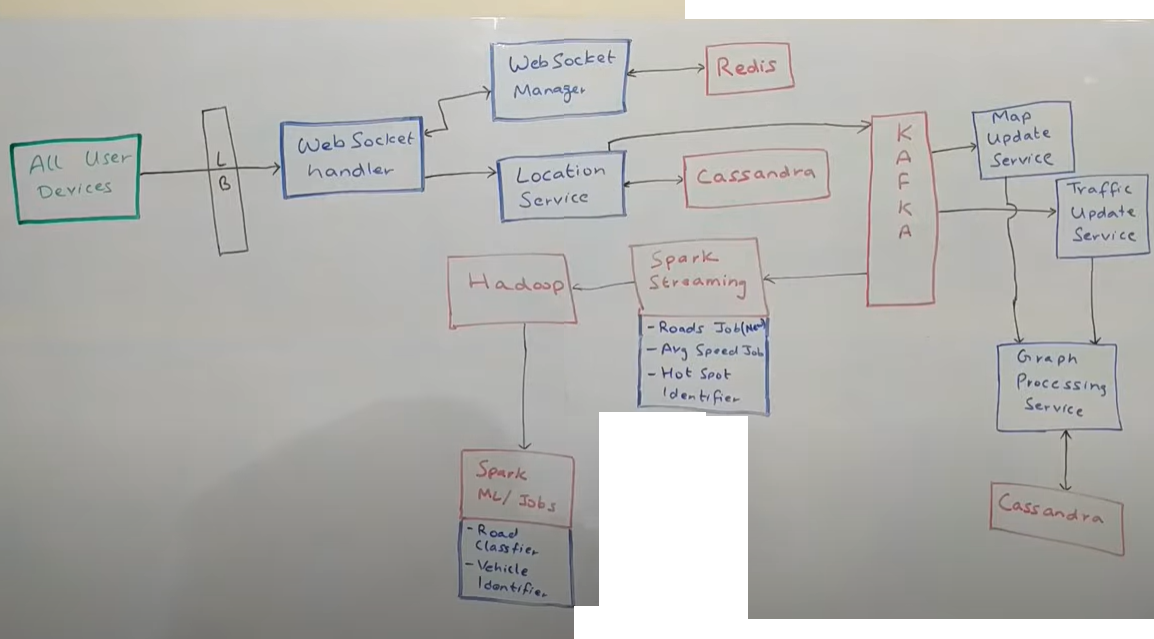 All User
Devices
L
B
Web Socket
handler
Web Socket
Manager
Redis
Location
Service
Cassandra
K
A
F
K
A
Map
Update
Service
Traffic
Update
Service
Hadoop
Spark
Streaming
- Roads Job(New)
- Avg Speed Job
- Hot Spot
Identifier
Graph
Processing
Service
Cassandra
Spark
ML/ Jobs
- Road
Classfier
- Vehicle
Identifier